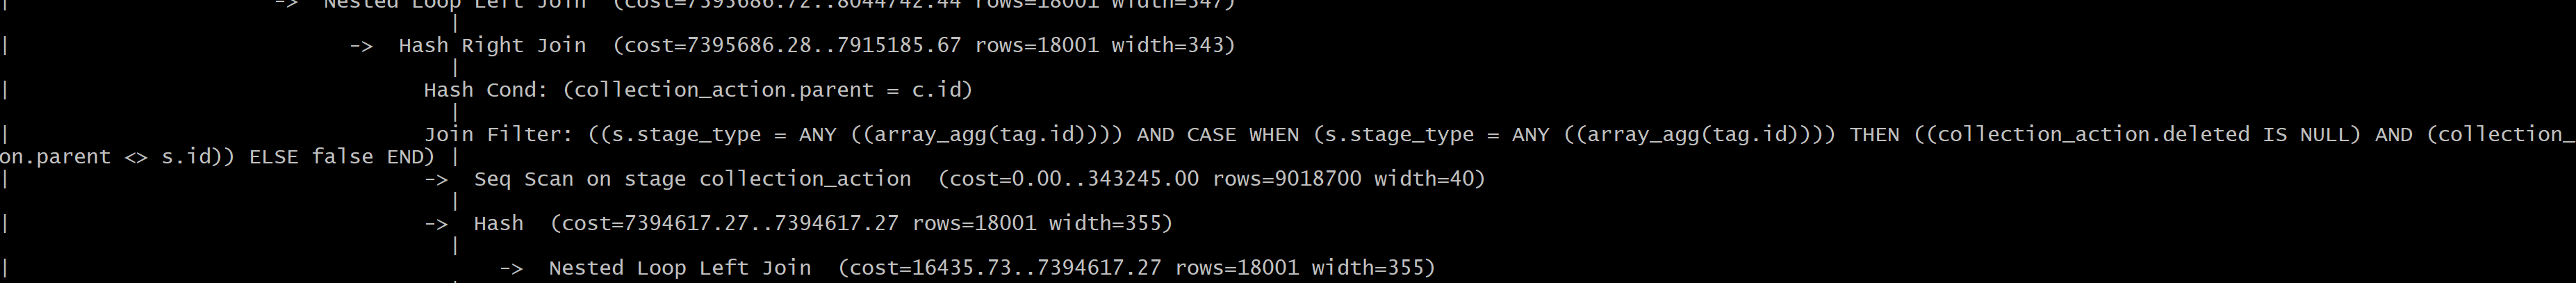 | -> Nested Loop Left Join (cost=7395686.72..8044742.44 rows=18001 width=347)
|
| -> Hash Right Join (cost=7395686.28..7915185.67 rows=18001 width=343)
|
| Hash Cond: (collection_action.parent = c.id)
|
| Join Filter: ((s.stage_type = ANY ((array_agg(tag.id)))) AND CASE WHEN (s.stage_type = ANY ((array_agg(tag.id)))) THEN ((collection_action.deleted IS NULL) AND (collection_
on.parent <> s.id)) ELSE false END) |
| -> Seq Scan on stage collection_action (cost=0.00..343245.00 rows=9018700 width=40)
|
| -> Hash (cost=7394617.27..7394617.27 rows=18001 width=355)
|
| -> Nested Loop Left Join (cost=16435.73..7394617.27 rows=18001 width=355)